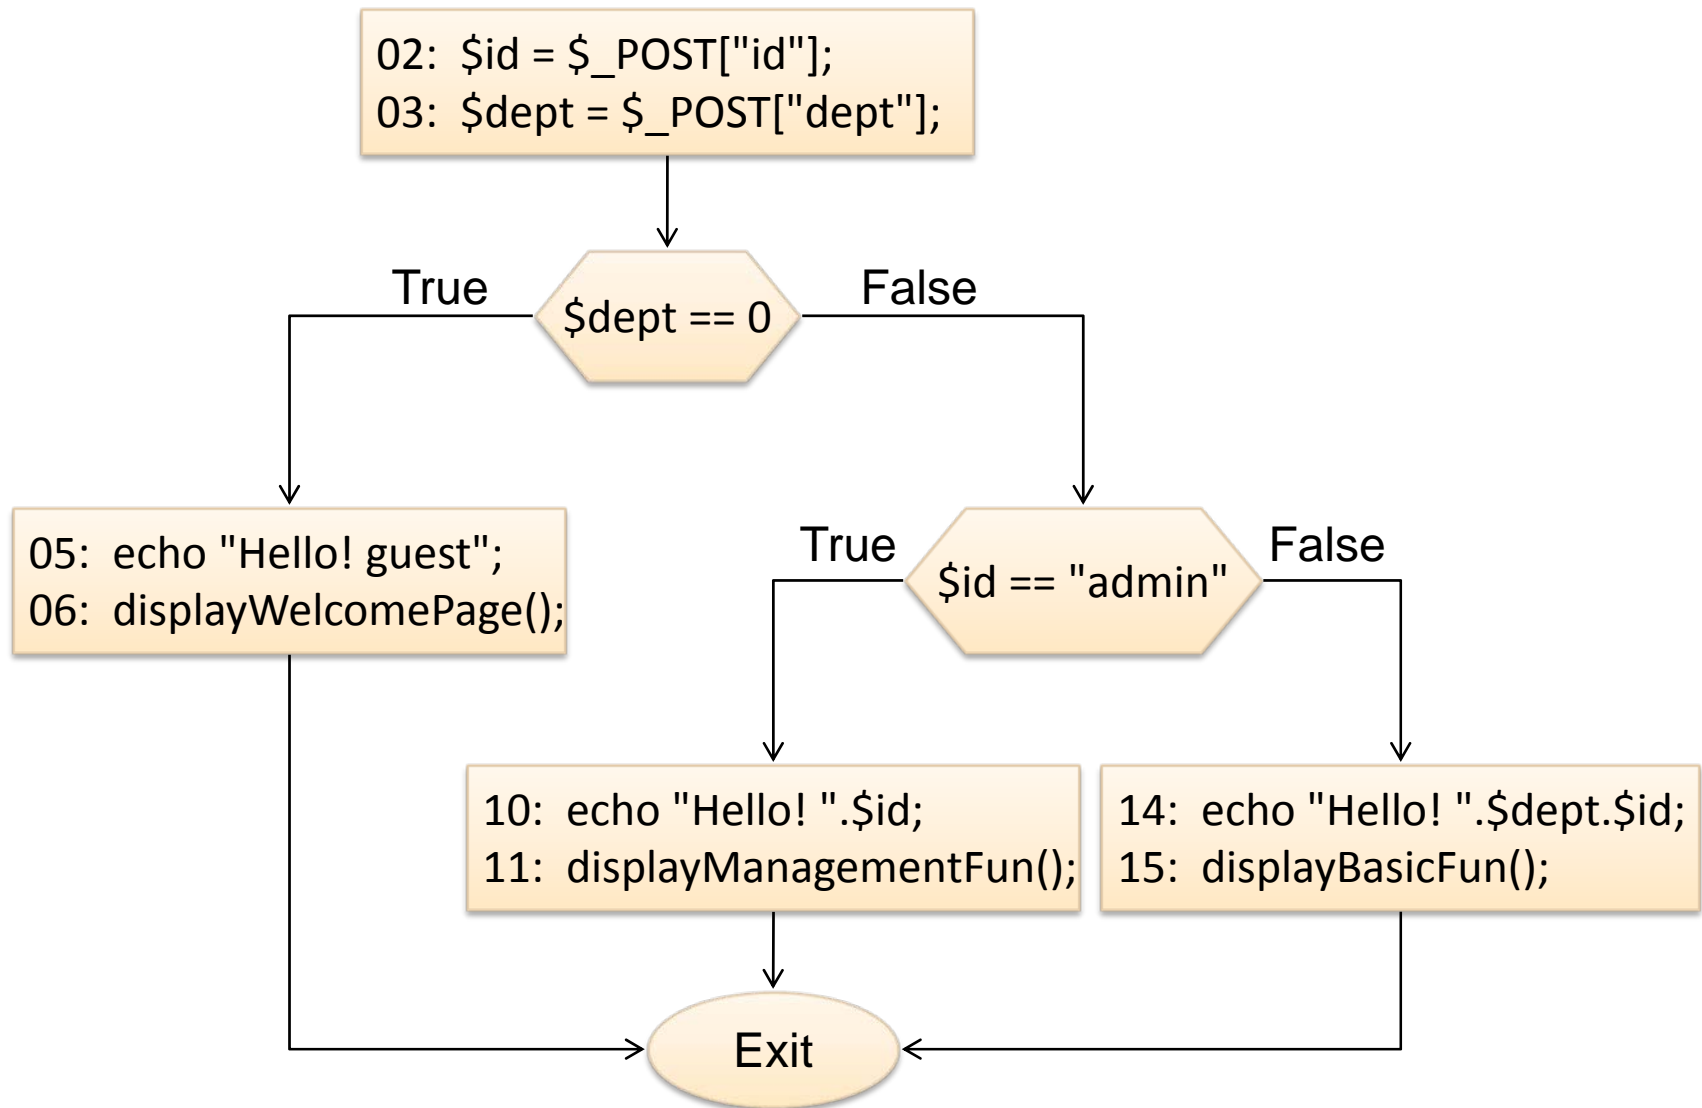 02:  $id = $_POST["id"];
03:  $dept = $_POST["dept"];
True
$dept == 0
False
05:  echo "Hello! guest";
06:  displayWelcomePage();
True
$id == "admin"
False
10:  echo "Hello! ".$id;
11:  displayManagementFun();
14:  echo "Hello! ".$dept.$id;
15:  displayBasicFun();
Exit